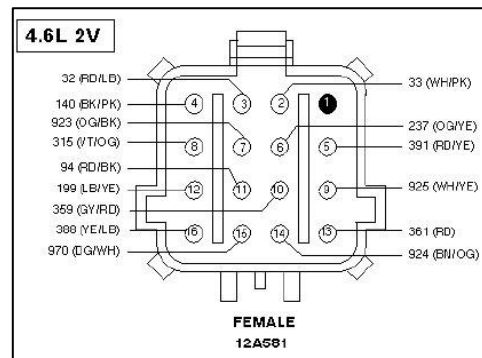 4.6L 2V
32 (RD/LB)
33 (WH/PK)
140 (BK/PK)
4
3
2
1
923 (OG/BK)
237 (OG/YE)
315 (VT/OG)
8
7
6
5
391 (RD/YE)
94 (RD/BK)
199 (LB/YE)
12
11
10
9
925 (WH/YE)
359 (GY/RD)
388 (YE/LB)
16
15
14
13
361 (RD)
970 (DG/WH)
924 (BN/OG)
FEMALE
12A581